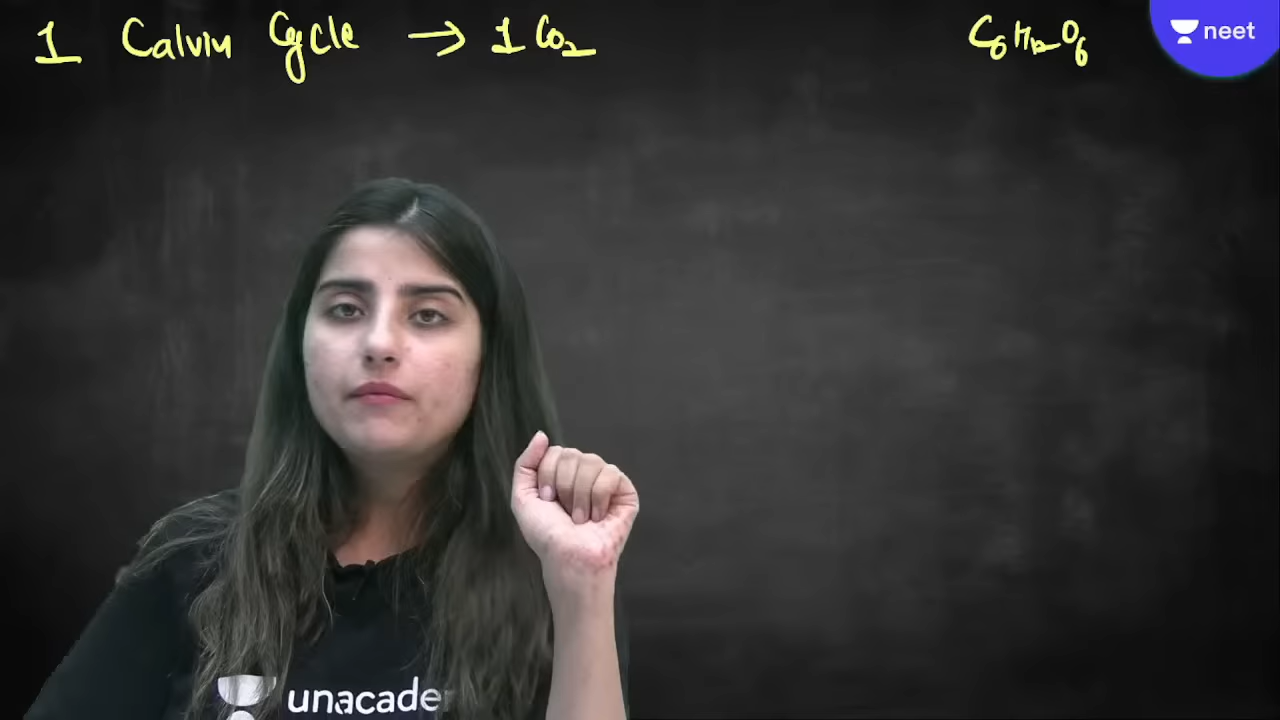 1 Calvin Cycle → 1 CO₂
C₆H₁₂O₆
neet
unacade